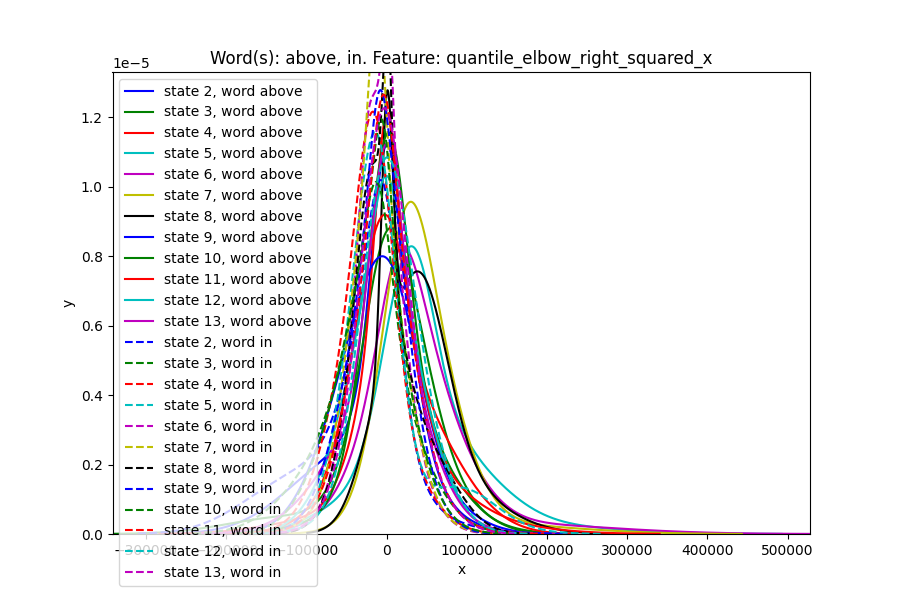 Word(s): above, in. Feature: quantile_elbow_right_squared_x
1e−5
1.2
1.0
0.8
0.6
0.4
0.2
0.0
y
state 2, word above
state 3, word above
state 4, word above
state 5, word above
state 6, word above
state 7, word above
state 8, word above
state 9, word above
state 10, word above
state 11, word above
state 12, word above
state 13, word above
state 2, word in
state 3, word in
state 4, word in
state 5, word in
state 6, word in
state 7, word in
state 8, word in
state 9, word in
state 10, word in
state 11, word in
state 12, word in
state 13, word in
−300000 −200000 −100000 0 100000 200000 300000 400000 500000
x